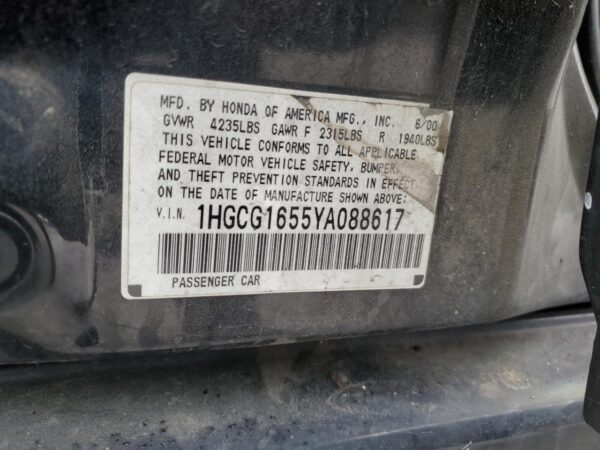 MFD. BY HONDA OF AMERICA MFG., INC. 6/00
GVWR 4235LBS GAWR F 2315LBS R 1940LBS
THIS VEHICLE CONFORMS TO ALL APPLICABLE
FEDERAL MOTOR VEHICLE SAFETY, BUMPER,
AND THEFT PREVENTION STANDARDS IN EFFECT
ON THE DATE OF MANUFACTURE SHOWN ABOVE:
V.I.N. 1HGCG1655YA088617
PASSENGER CAR